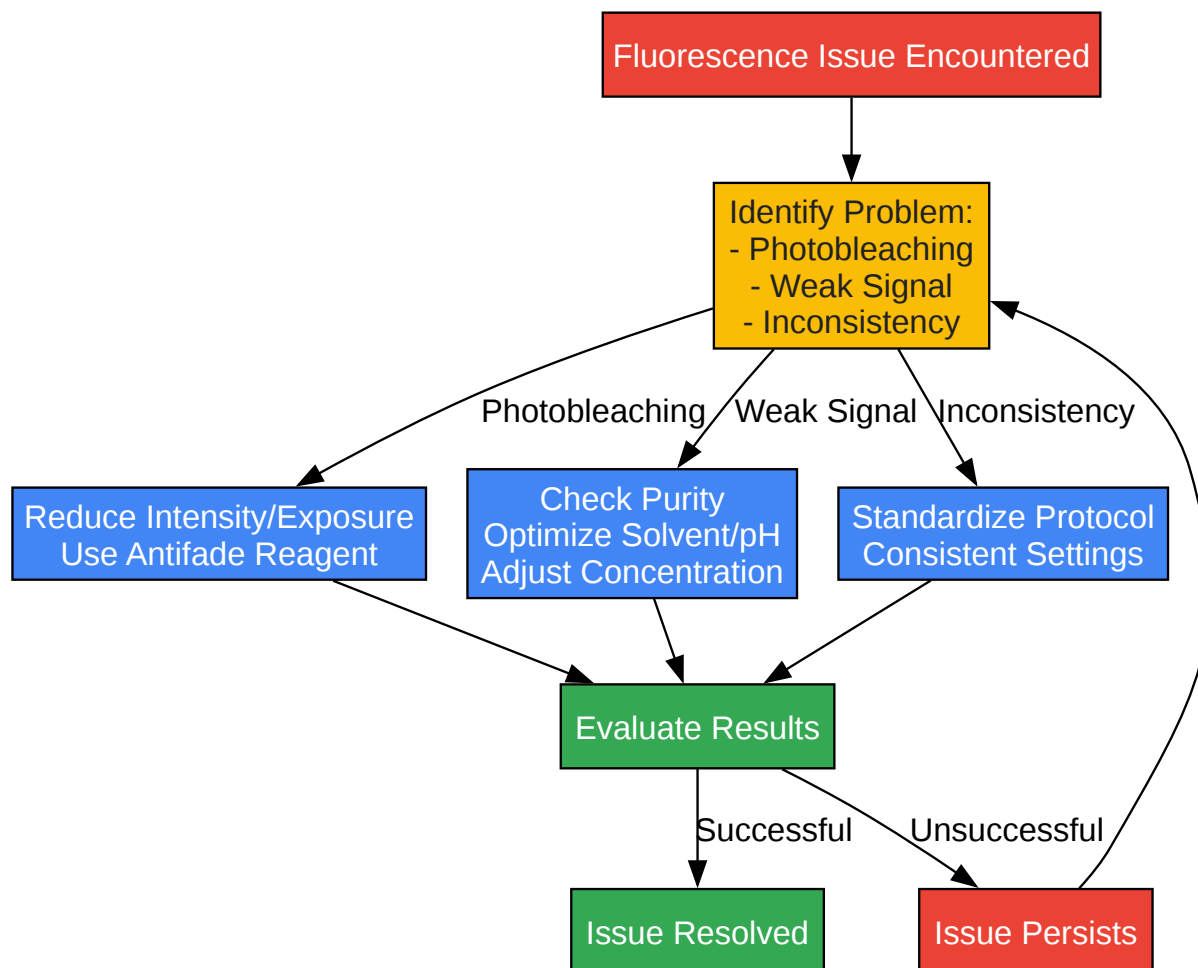 Fluorescence Issue Encountered
Identify Problem:
- Photobleaching
- Weak Signal
- Inconsistency
Photobleaching
Weak Signal
Inconsistency
Reduce Intensity/Exposure
Use Antifade Reagent
Check Purity
Optimize Solvent/pH
Adjust Concentration
Standardize Protocol
Consistent Settings
Evaluate Results
Successful
Unsuccessful
Issue Resolved
Issue Persists